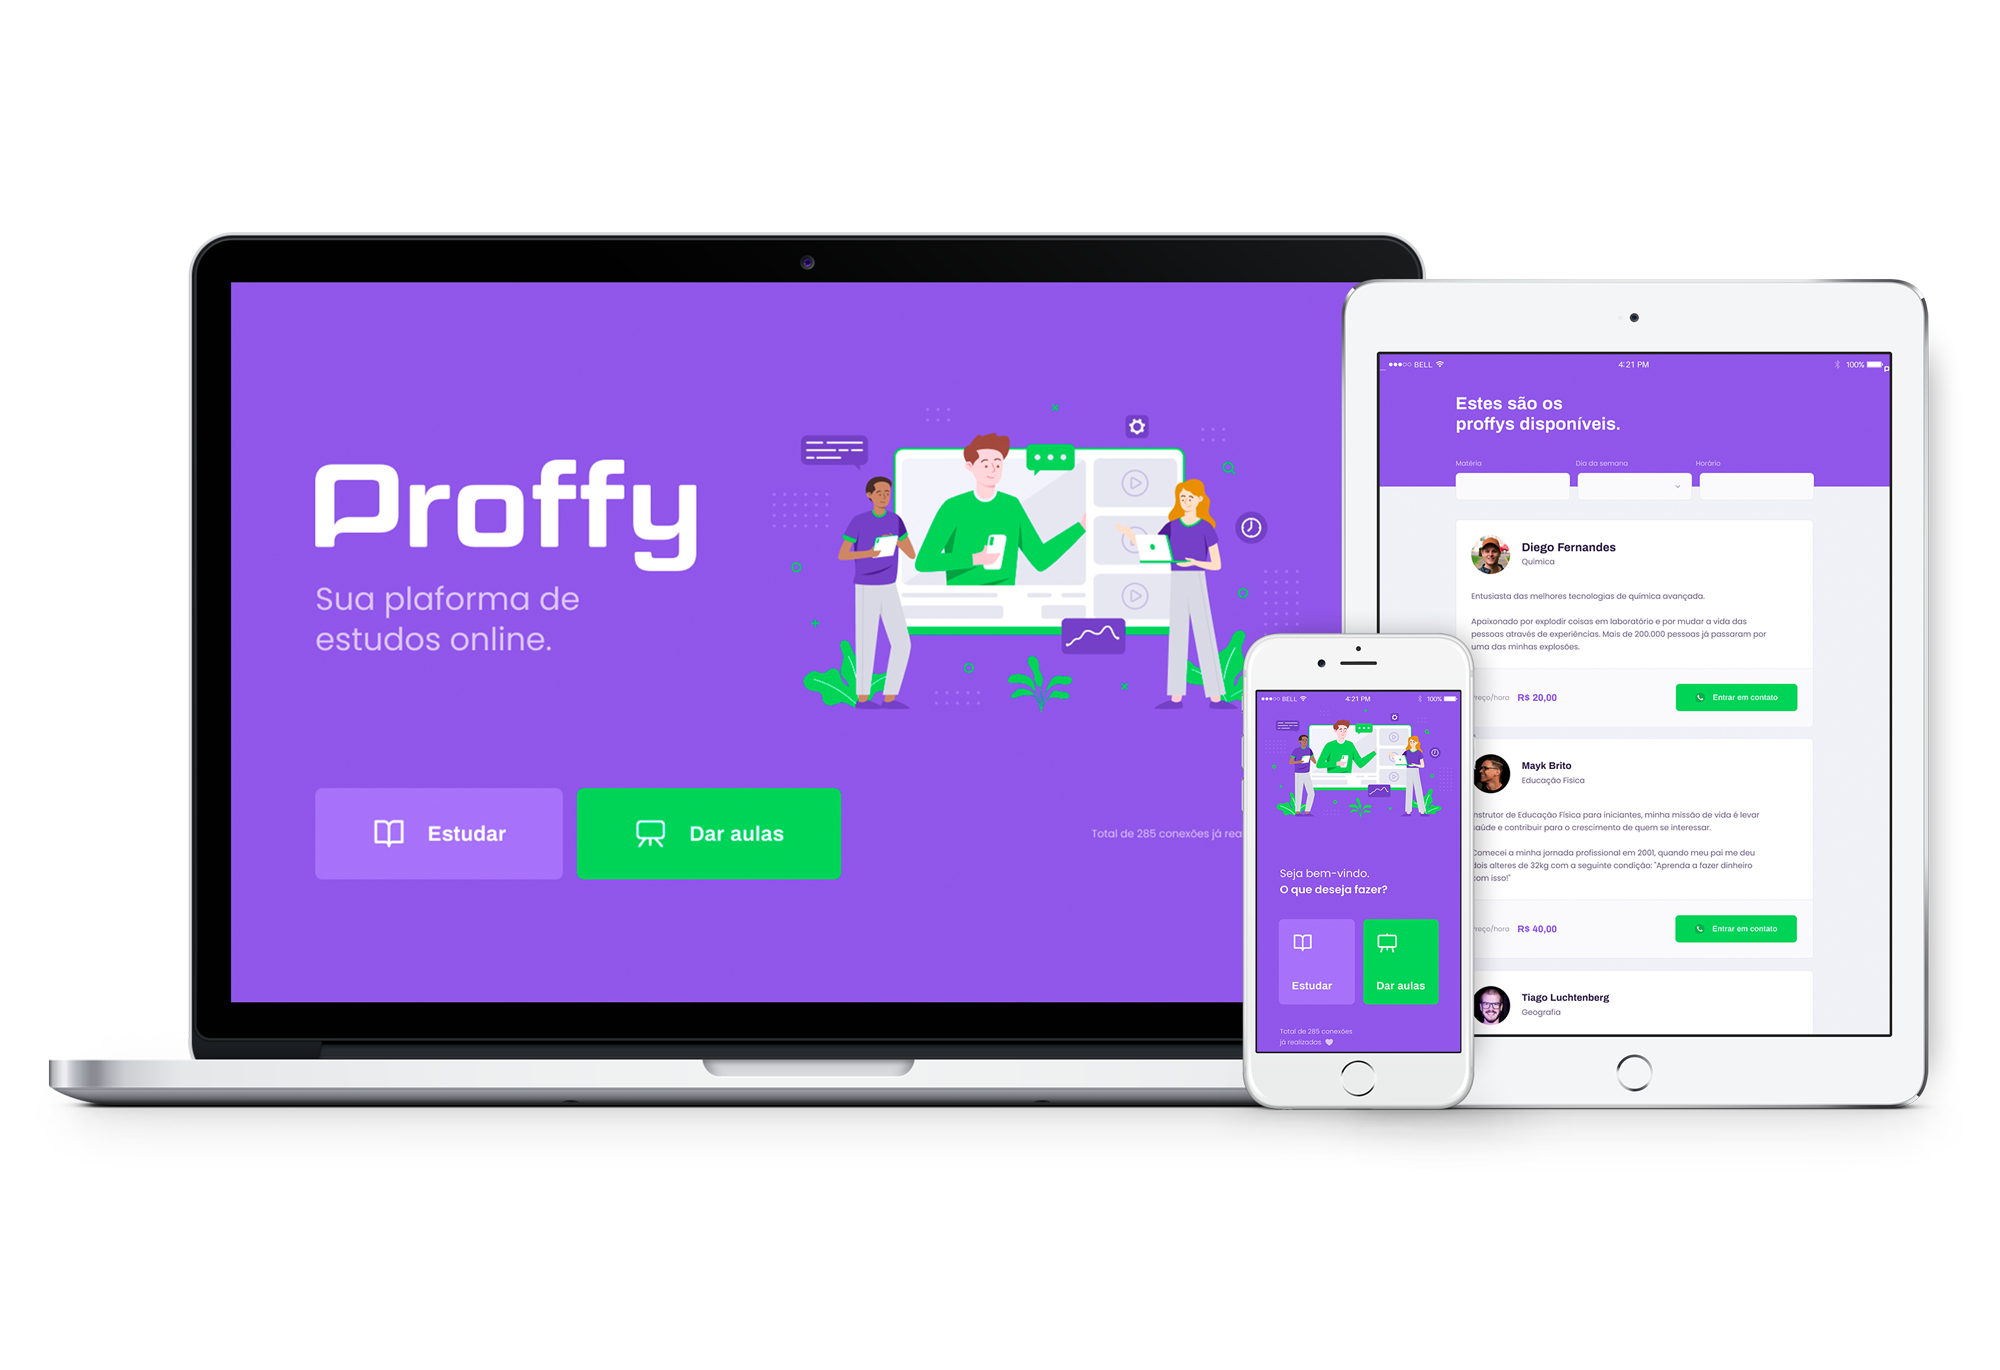 Proffy
Sua plaforma de
estudos online.
Estudar
Dar aulas
Total de 285 conexões já
BELL
4:21 PM
100%
Estes são os
proffys disponíveis.
Matéria
Dia da semana
Horário
Diego Fernandes
Química
Entusiasta das melhores tecnologias de química avançada.
Apaixonado por explodir coisas em laboratório e por mudar a vida das
pessoas através de experiências. Mais de 200.000 pessoas já passaram por
uma das minhas explosões.
R$ 20,00
Entrar em contato
Mayk Brito
Educação Física
de Educação Física para iniciantes, minha missão de vida é levar
e contribuir para o crescimento de quem se interessar.
Comecei a minha jornada profissional em 2001, quando meu pai me deu
dois alteres de 32kg com a seguinte condição: "Aprenda a fazer dinheiro
com isso!"
R$ 40,00
Entrar em contato
Tiago Luchtenberg
Geografia
BELL
4:21 PM
100%
Seja bem-vindo.
O que deseja fazer?
Estudar
Dar aulas
Total de 285 conexões
já realizadas